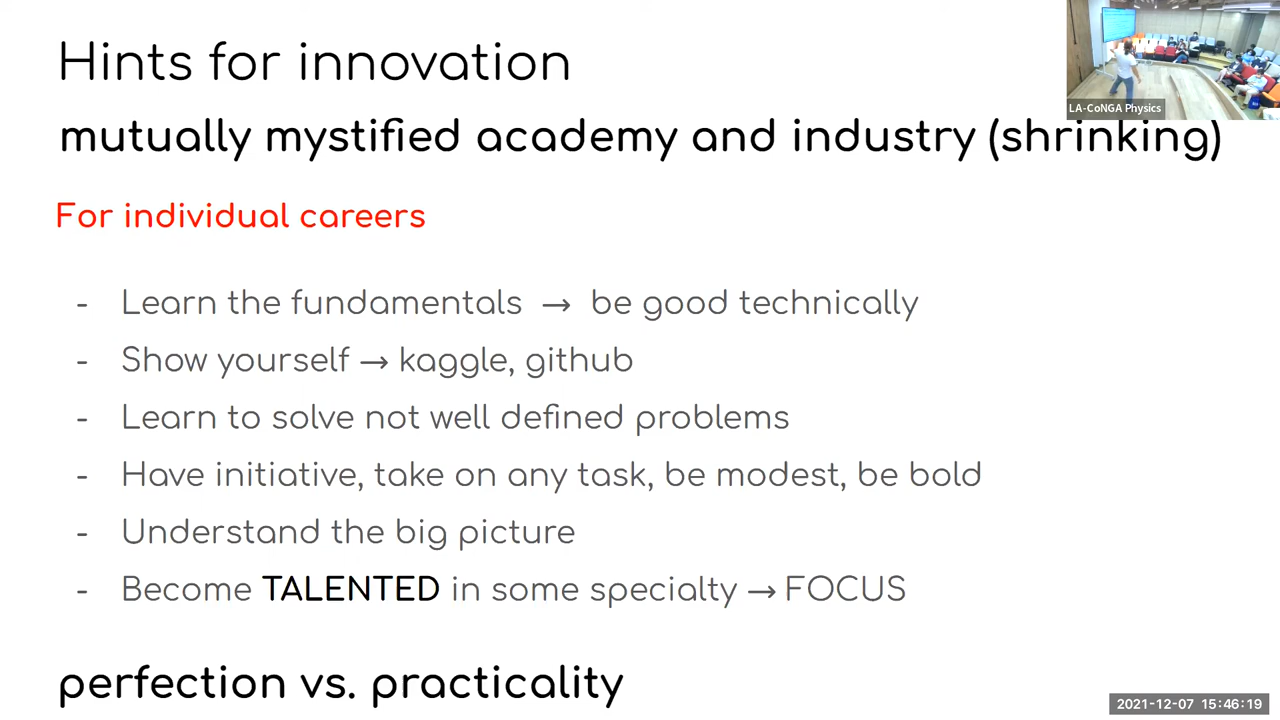 Hints for innovation
LA-CoNGA Physics
mutually mystified academy and industry (shrinking)
For individual careers
- Learn the fundamentals → be good technically
- Show yourself → kaggle, github
- Learn to solve not well defined problems
- Have initiative, take on any task, be modest, be bold
- Understand the big picture
- Become TALENTED in some specialty → FOCUS
perfection vs. practicality
2021-12-07 15:46:19